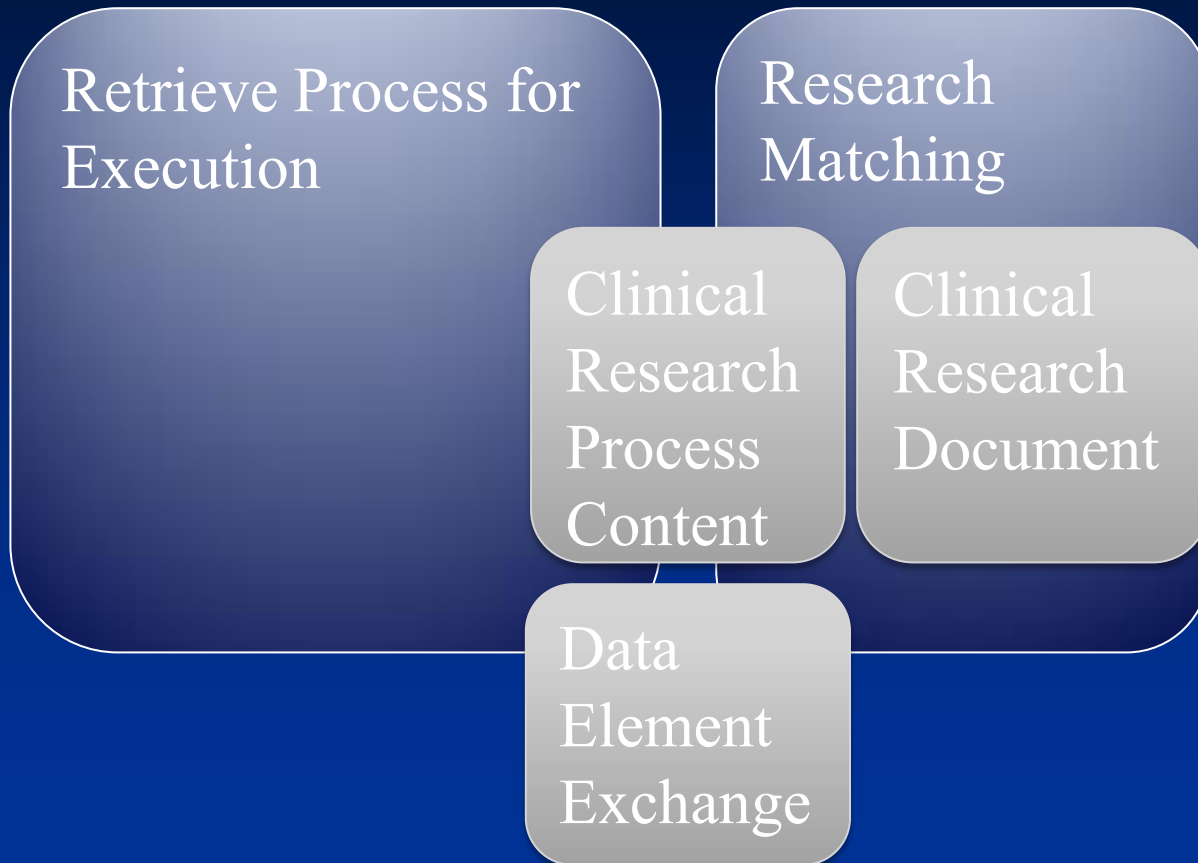 Retrieve Process for
Execution
Research
Matching
Clinical
Research
Process
Content
Clinical
Research
Document
Data
Element
Exchange